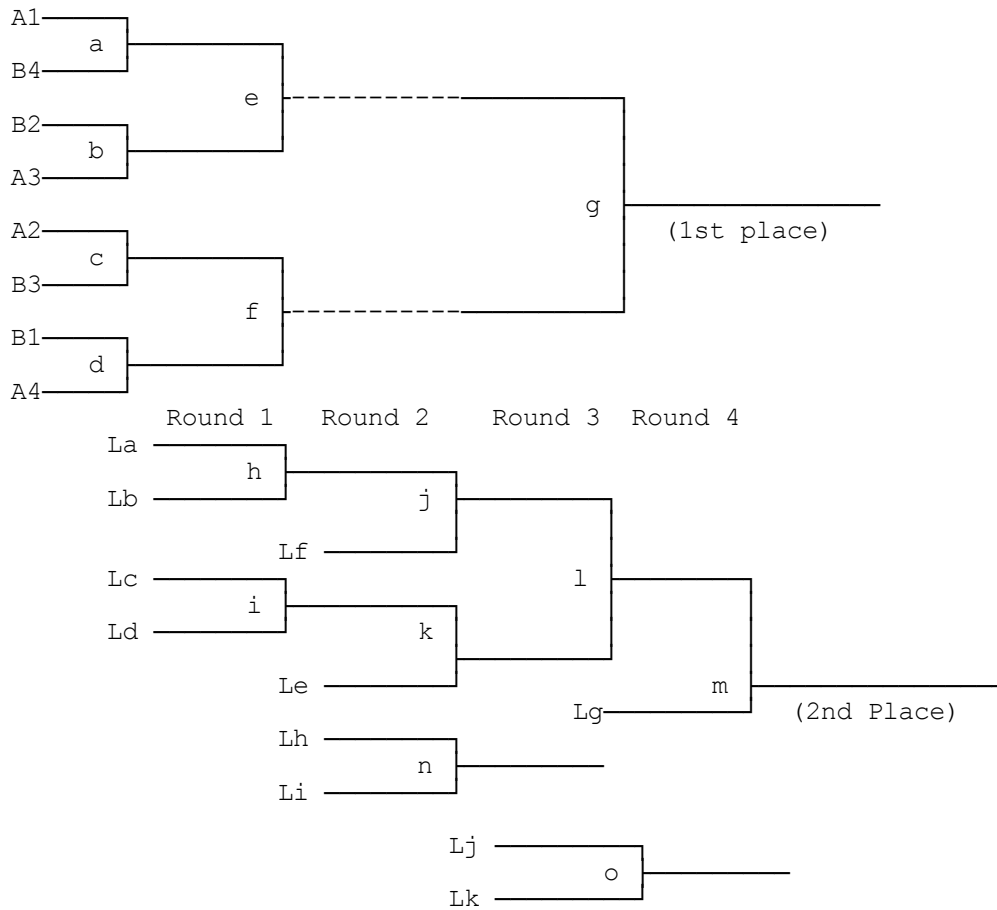 A1
a
B4
e
B2
b
A3
g
(1st place)
A2
c
B3
f
B1
d
A4
Round 1 Round 2 Round 3 Round 4
La
h
Lb
j
Lf
Lc
l
i
Ld
k
Le
m
Lg
(2nd Place)
Lh
n
Li
Lj
o
Lk